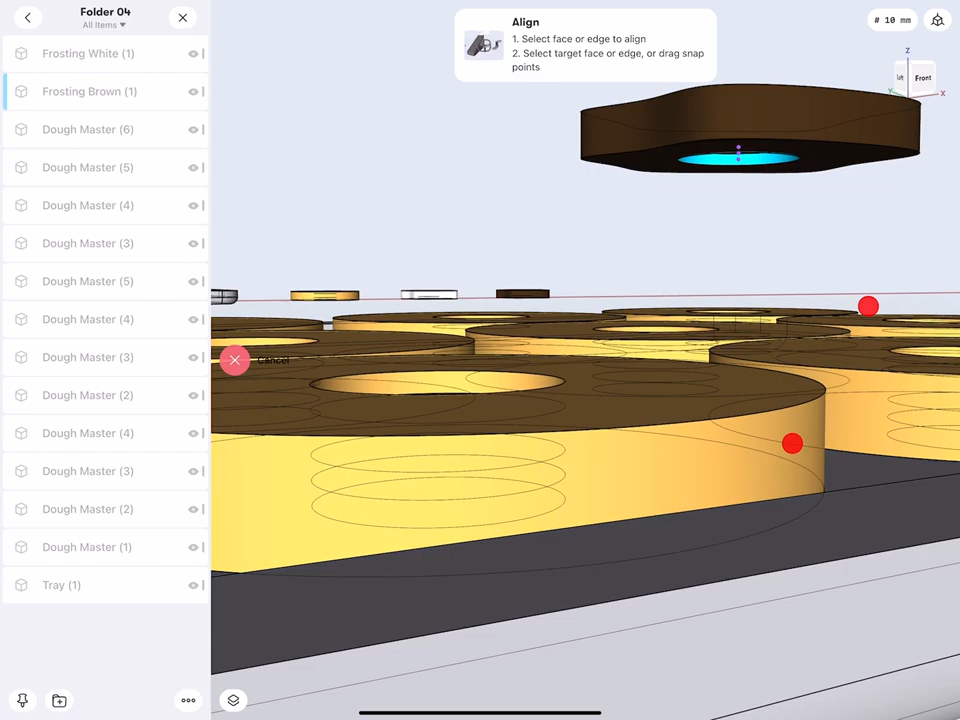 Folder 04
All Items ▼
Frosting White (1)
Frosting Brown (1)
Dough Master (6)
Dough Master (5)
Dough Master (4)
Dough Master (3)
Dough Master (5)
Dough Master (4)
Dough Master (3)
Dough Master (2)
Dough Master (4)
Dough Master (3)
Dough Master (2)
Dough Master (1)
Tray (1)
Align
1. Select face or edge to align
2. Select target face or edge, or drag snap
points
# 10 mm
Z
Left
Front
Y
X
Cancel